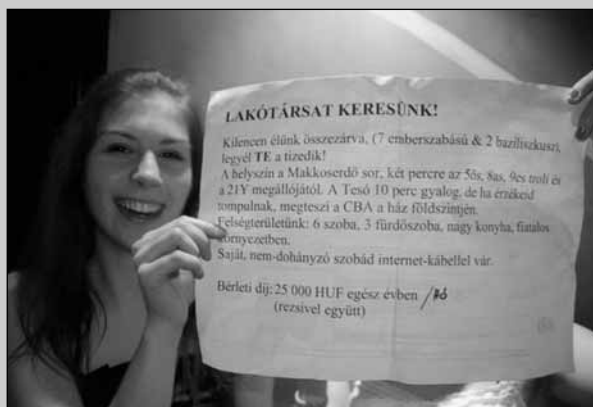 LAKÓTÁRSAT KERESÜNK!
Kilencen élünk összezárva, (7 emberszabású & 2 baziliszkusz),
legyél TE a tizedik!
A helyszín a Makkoserdő sor, két percre az 5ös, 8as, 9es troli és
a 21Y megállójától. A Tesó 10 perc gyalog, de ha érzékeid
tompulnak, megteszi a CBA a ház földszintjén.
Felségterületünk: 6 szoba, 3 fürdőszoba, nagy konyha, fiatalos
környezetben.
Saját, nem-dohányzó szobád internet-kábellel vár.
Bérleti díj: 25 000 HUF egész évben /hó
(rezsivel együtt)